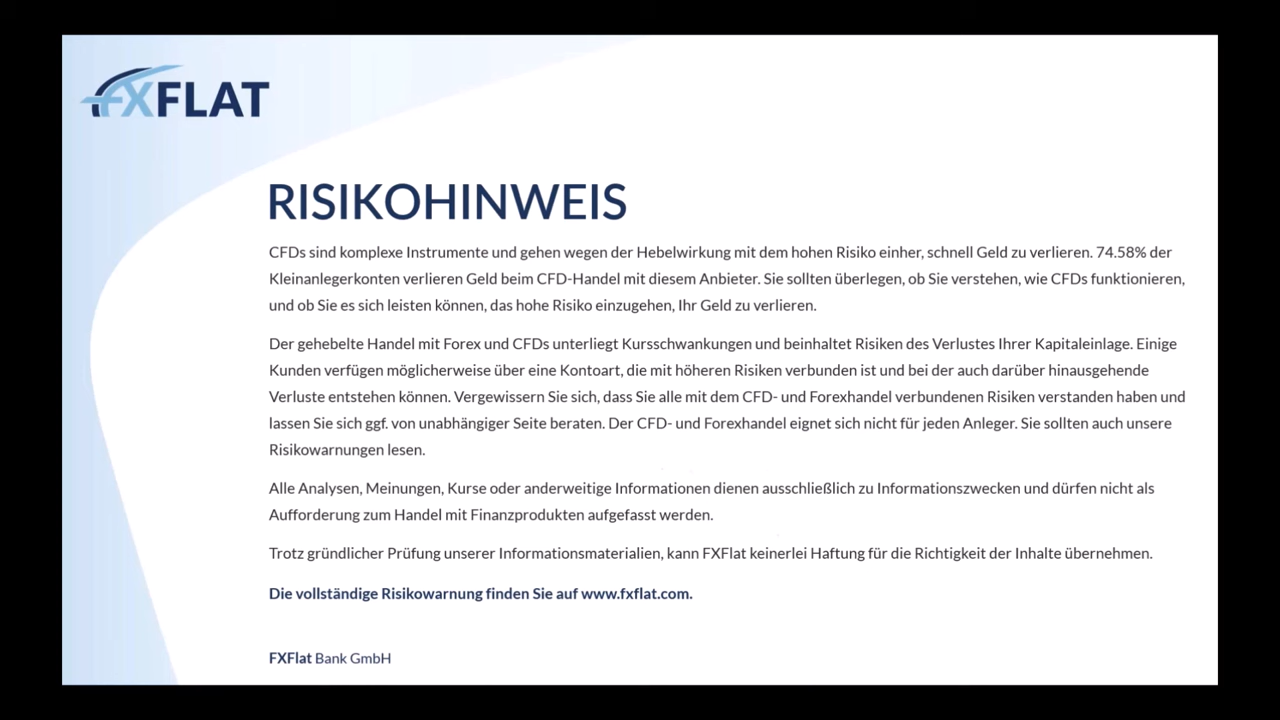 FXFLAT
RISIKOHINWEIS
CFDs sind komplexe Instrumente und gehen wegen der Hebelwirkung mit dem hohen Risiko einher, schnell Geld zu verlieren. 74.58% der
Kleinanlegerkonten verlieren Geld beim CFD-Handel mit diesem Anbieter. Sie sollten überlegen, ob Sie verstehen, wie CFDs funktionieren,
und ob Sie es sich leisten können, das hohe Risiko einzugehen, Ihr Geld zu verlieren.
Der gehebelte Handel mit Forex und CFDs unterliegt Kursschwankungen und beinhaltet Risiken des Verlustes Ihrer Kapitaleinlage. Einige
Kunden verfügen möglicherweise über eine Kontoart, die mit höheren Risiken verbunden ist und bei der auch darüber hinausgehende
Verluste entstehen können. Vergewissern Sie sich, dass Sie alle mit dem CFD- und Forexhandel verbundenen Risiken verstanden haben und
lassen Sie sich ggf. von unabhängiger Seite beraten. Der CFD- und Forexhandel eignet sich nicht für jeden Anleger. Sie sollten auch unsere
Risikowarnungen lesen.
Alle Analysen, Meinungen, Kurse oder anderweitige Informationen dienen ausschließlich zu Informationszwecken und dürfen nicht als
Aufforderung zum Handel mit Finanzprodukten aufgefasst werden.
Trotz gründlicher Prüfung unserer Informationsmaterialien, kann FXFlat keinerlei Haftung für die Richtigkeit der Inhalte übernehmen.
Die vollständige Risikowarnung finden Sie auf www.fxflat.com.
FXFlat Bank GmbH